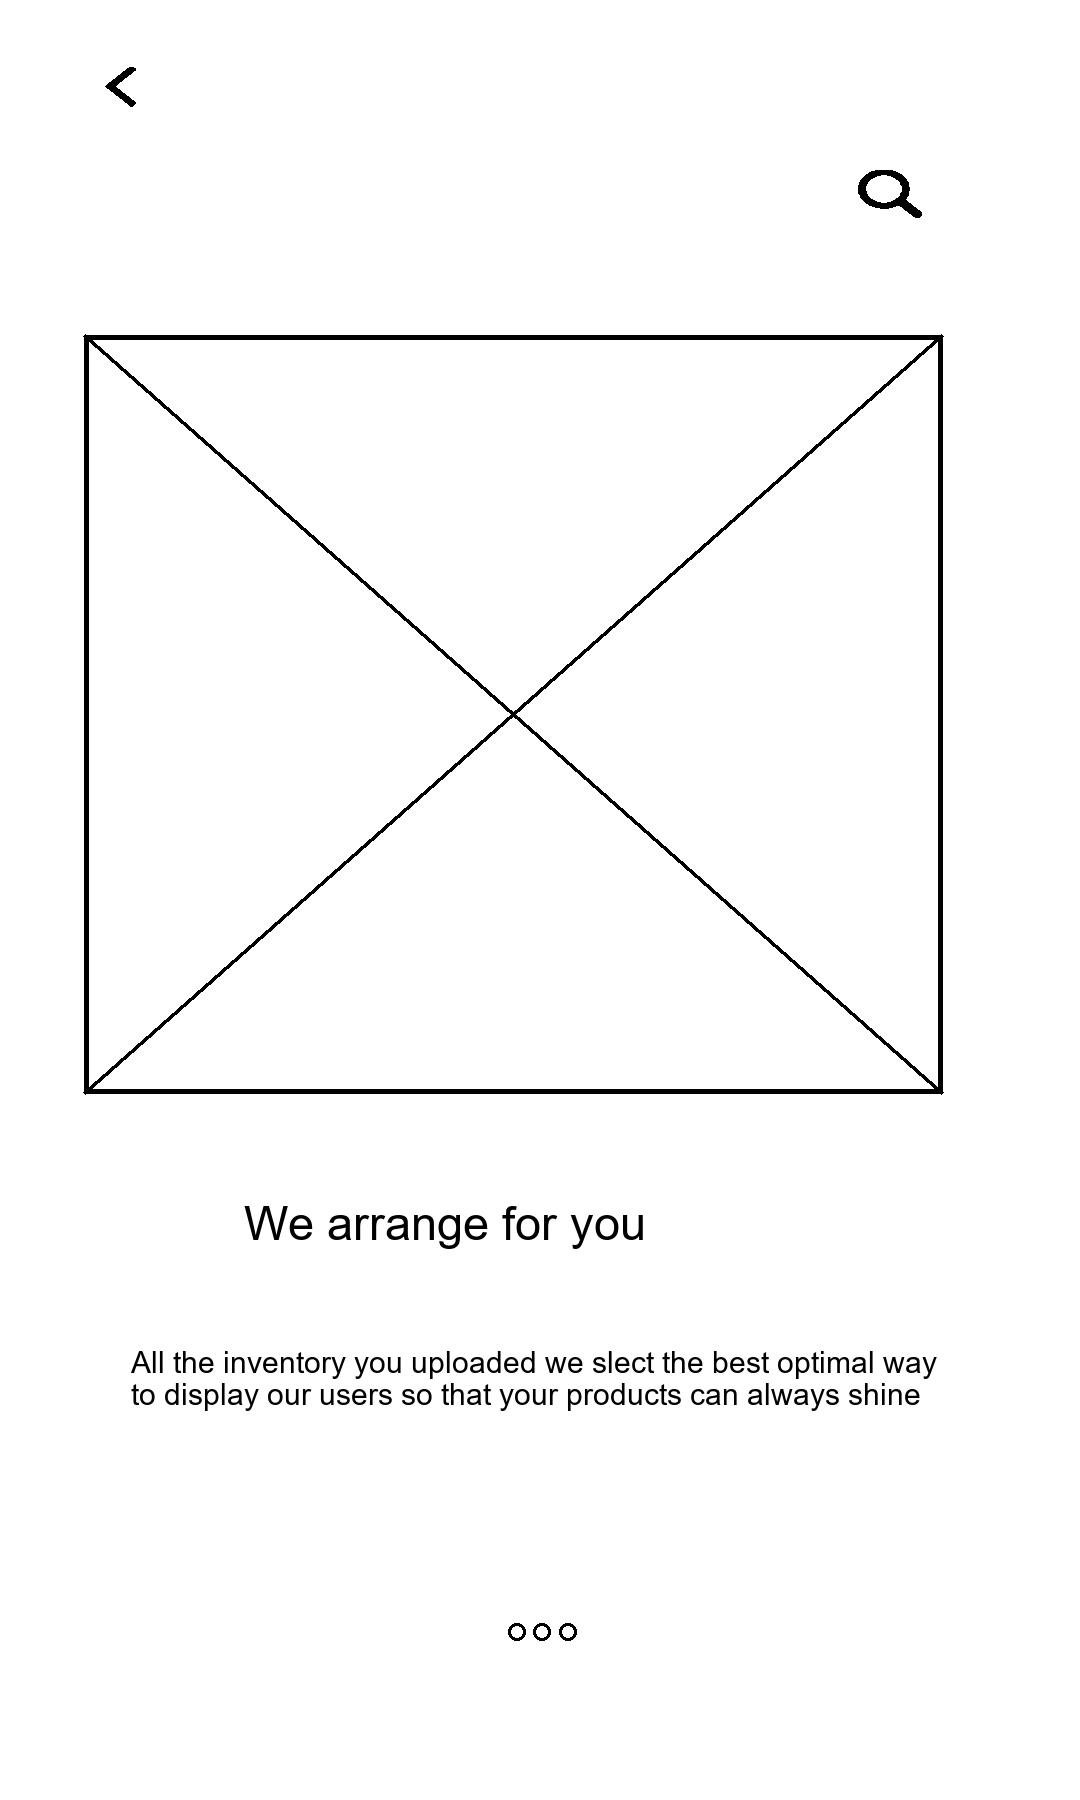 We arrange for you
All the inventory you uploaded we slect the best optimal way
to display our users so that your products can always shine